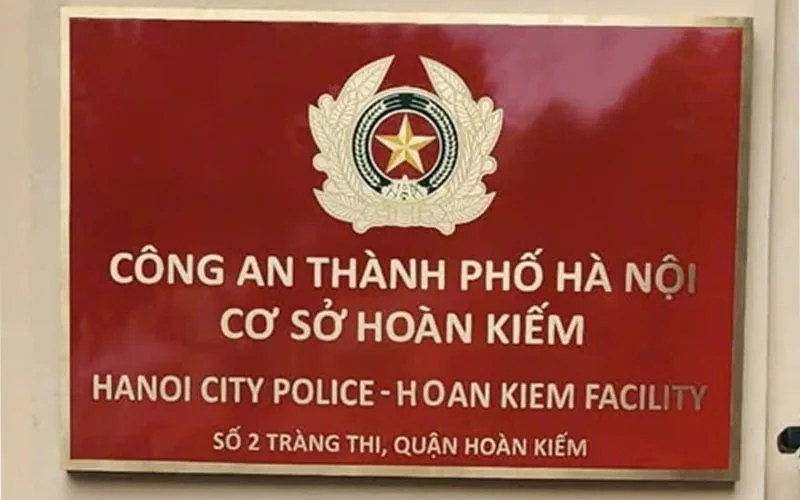 CÔNG AN THÀNH PHỐ HÀ NỘI
CƠ SỞ HOÀN KIẾM
HANOI CITY POLICE - HOAN KIEM FACILITY
SỐ 2 TRÀNG THI, QUẬN HOÀN KIẾM